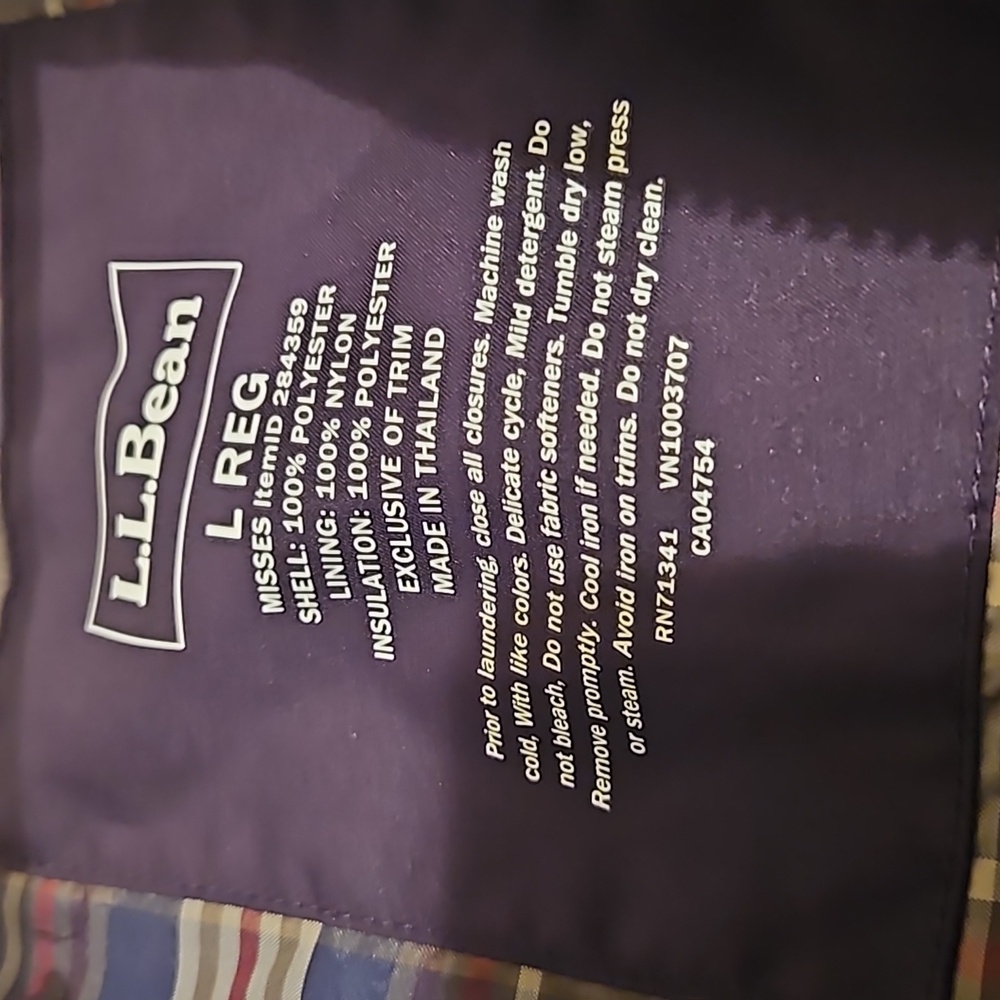 L.L.Bean
L REG
MISSES ItemID 284359
SHELL: 100% POLYESTER
LINING: 100% NYLON
INSULATION: 100% POLYESTER
EXCLUSIVE OF TRIM
MADE IN THAILAND
Prior to laundering, close all closures. Machine wash
cold, With like colors. Delicate cycle, Mild detergent. Do
not bleach, Do not use fabric softeners. Tumble dry low,
Remove promptly. Cool iron if needed. Do not steam press
or steam. Avoid iron on trims. Do not dry clean.
RN71341 VN1003707
CA04754